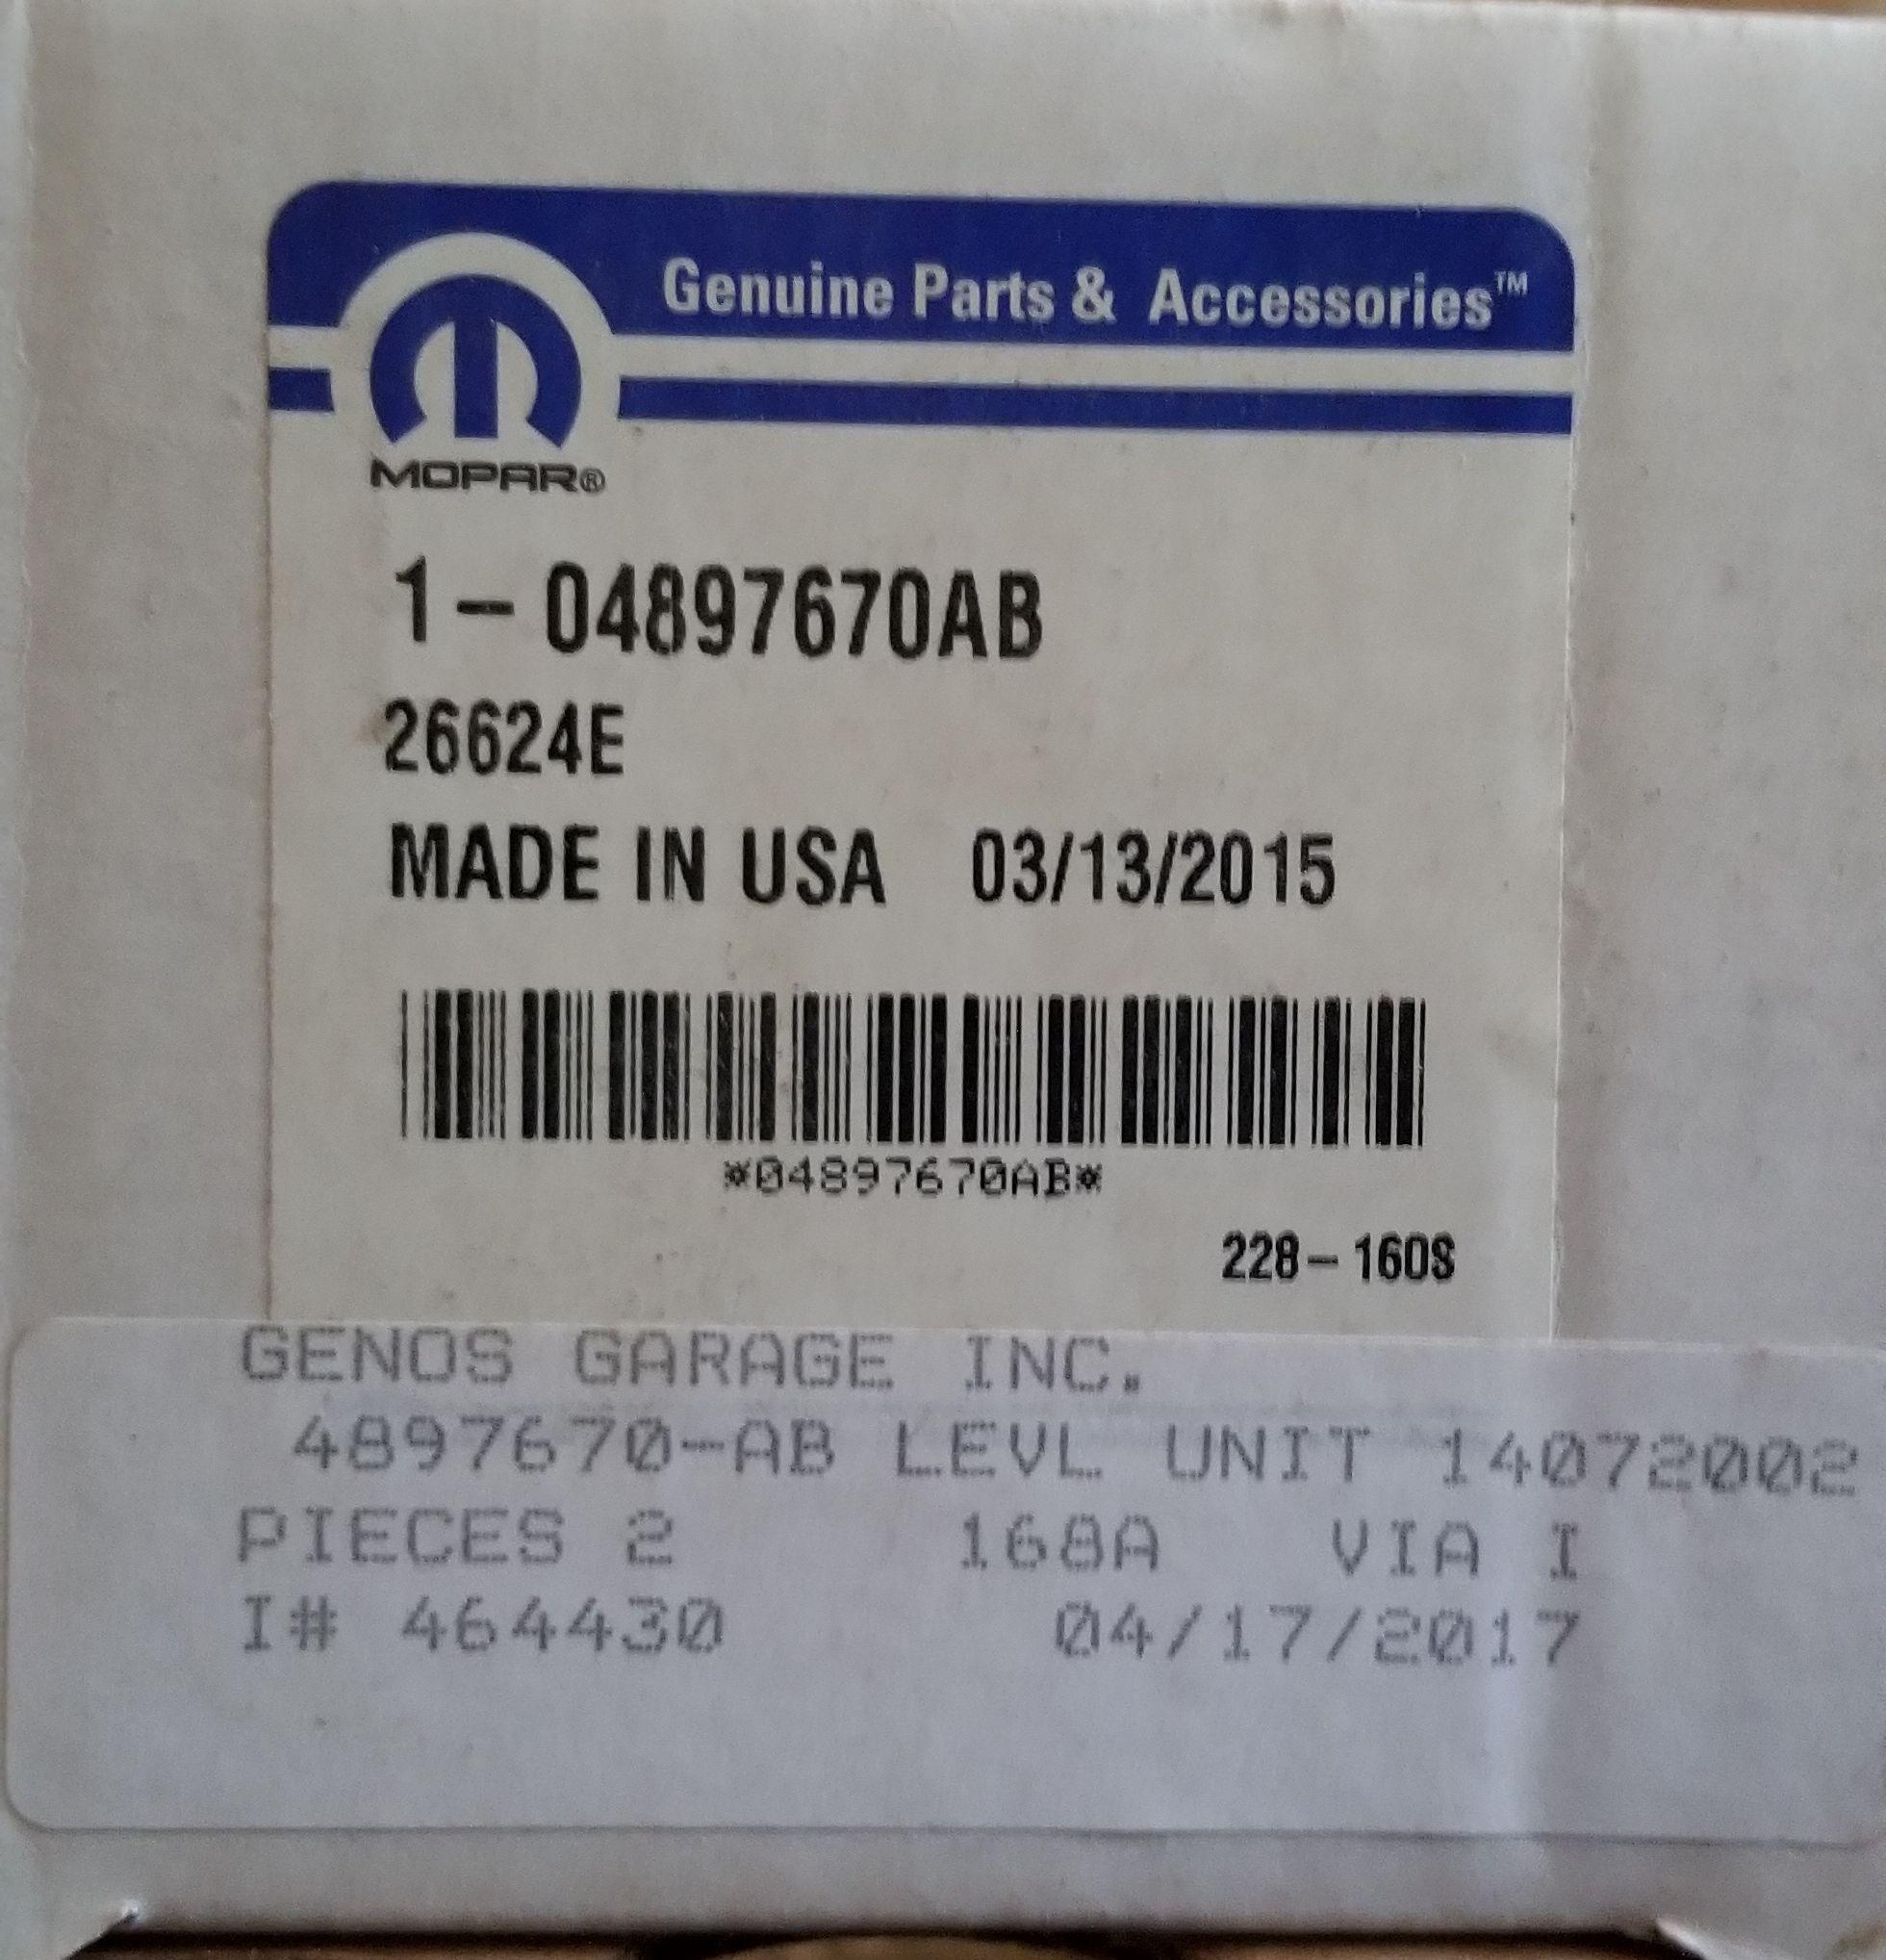 Genuine Parts & Accessories™
MOPAR®
1-04897670AB
26624E
MADE IN USA 03/13/2015
*04897670AB*
228-160S
GENOS GARAGE INC.
4897670-AB LEVL UNIT 14072002
PIECES 2 168A VIA I
I# 464430 04/17/2017